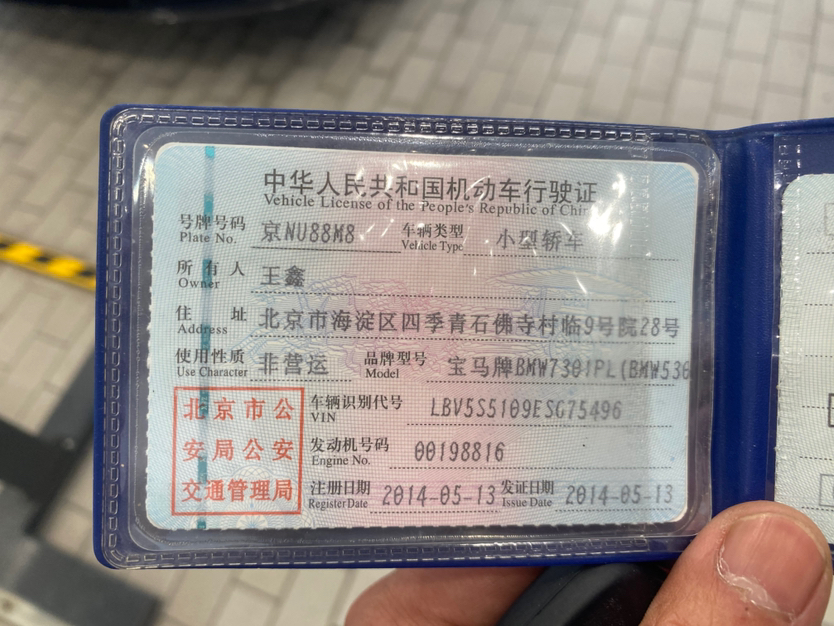 中华人民共和国机动车行驶证
Vehicle License of the People's Republic of Chin
号牌号码 京NU88M8 车辆类型 小型轿车
Plate No. Vehicle Type
所有人 王鑫
Owner
住址 北京市海淀区四季青石佛寺村临9号院28号
Address
使用性质 非营运 品牌型号 宝马牌BMW7301PL(BMW536
Use Character Model
北京市公
安局公安
交通管理局
车辆识别代号 LBV5S5109ESG75496
VIN
发动机号码 00198816
Engine No.
注册日期 2014-05-13 发证日期 2014-05-13
Register Date Issue Date